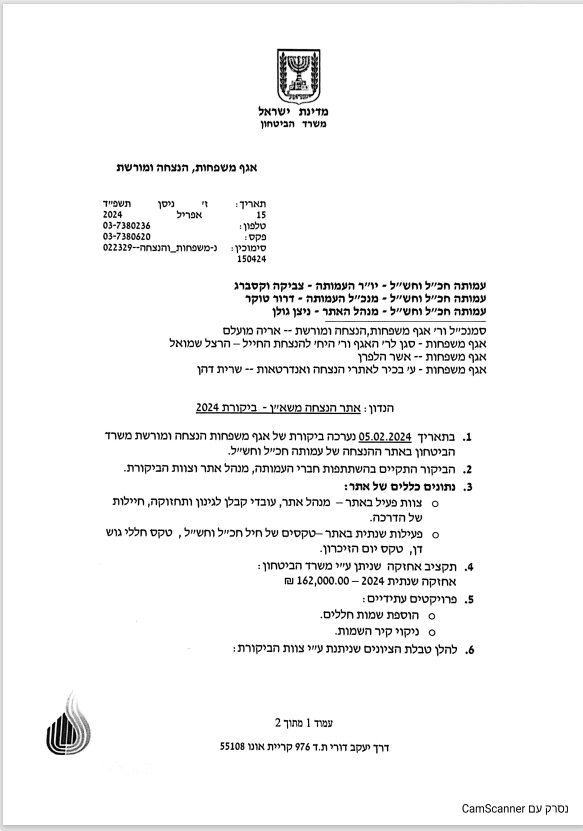 מדינת ישראל
משרד הביטחון
אגף משפחות, הנצחה ומורשת
תאריך: ז' ניסן תשפ"ד
15 אפריל 2024
טלפון: 03-7380236
פקס: 03-7380620
סימוכין: נ-משפחות_והנצחה--022329
150424
עמותה חכ"ל וחש"ל - יו"ר העמותה - צביקה וקסברג
עמותה חכ"ל וחש"ל - מנכ"ל העמותה - דרור טוקר
עמותה חכ"ל וחש"ל - מנהל האתר - ניצן גולן
סמנכ"ל ור' אגף משפחות,הנצחה ומורשת -- אריה מועלם
אגף משפחות - סגן לר' האגף ור' היח' להנצחת החייל – הרצל שמואל
אגף משפחות -- אשר הלפרן
אגף משפחות - ע' בכיר לאתרי הנצחה ואנדרטאות -- שרית דהן
הנדון: אתר הנצחה משא"ן - ביקורת 2024
1. בתאריך 05.02.2024 נערכה ביקורת של אגף משפחות הנצחה ומורשת משרד
הביטחון באתר ההנצחה של עמותה חכ"ל וחש"ל.
2. הביקור התקיים בהשתתפות חברי העמותה, מנהל אתר וצוות הביקורת.
3. נתונים כללים של אתר:
o צוות פעיל באתר – מנהל אתר, עובדי קבלן לגינון ותחזוקה, חיילות
של הדרכה.
o פעילות שנתית באתר –טקסים של חיל חכ"ל וחש"ל , טקס חללי גוש
דן, טקס יום הזיכרון.
4. תקציב אחזקה שניתן ע"י משרד הביטחון:
אחזקה שנתית 2024 – 162,000.00 ₪
5. פרויקטים עתידיים:
o הוספת שמות חללים.
o ניקוי קיר השמות.
6. להלן טבלת הציונים שניתנת ע"י צוות הביקורת:
עמוד 1 מתוך 2
דרך יעקב דורי ת.ד 976 קריית אונו 55108
נסרק עם CamScanner